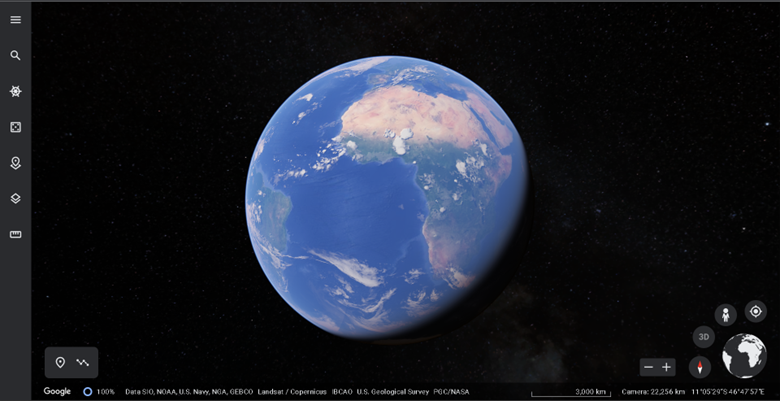 3D
Google 100% Data SIO, NOAA, U.S. Navy, NGA, GEBCO Landsat / Copernicus IBCAO U.S. Geological Survey PGC/NASA 3,000 km Camera: 22,256 km 11°05'29"S 46°47'57"E